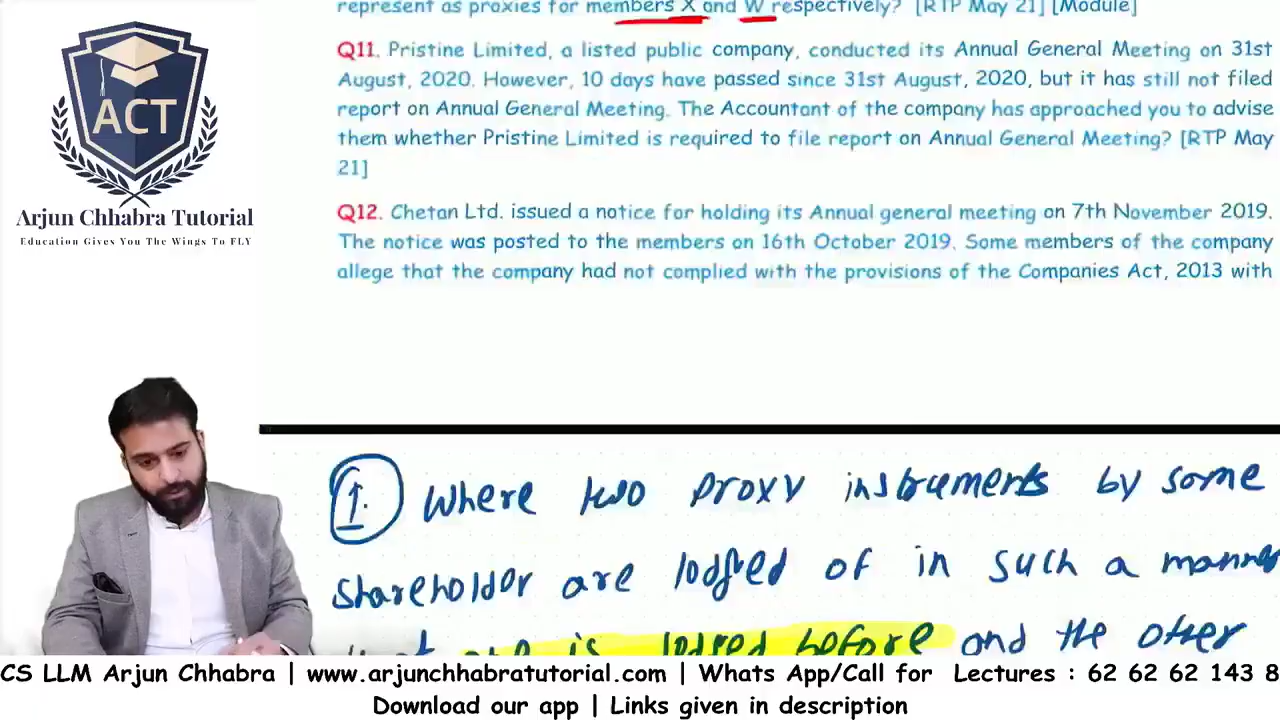 represent as proxies for members X and W respectively? [RTP May 21] [Module]
Q11. Pristine Limited, a listed public company, conducted its Annual General Meeting on 31st
August, 2020. However, 10 days have passed since 31st August, 2020, but it has still not filed
report on Annual General Meeting. The Accountant of the company has approached you to advise
them whether Pristine Limited is required to file report on Annual General Meeting? [RTP May
21]
Q12. Chetan Ltd. issued a notice for holding its Annual general meeting on 7th November 2019.
The notice was posted to the members on 16th October 2019. Some members of the company
allege that the company had not complied with the provisions of the Companies Act, 2013 with
ACT
Arjun Chhabra Tutorial
Education Gives You The Wings To FLY
1. Where two proxy instruments by some
shareholder are lodged of in such a manner
is lodged before and the other
CS LLM Arjun Chhabra | www.arjunchhabratutorial.com | Whats App/Call for Lectures : 62 62 62 143 8
Download our app | Links given in description